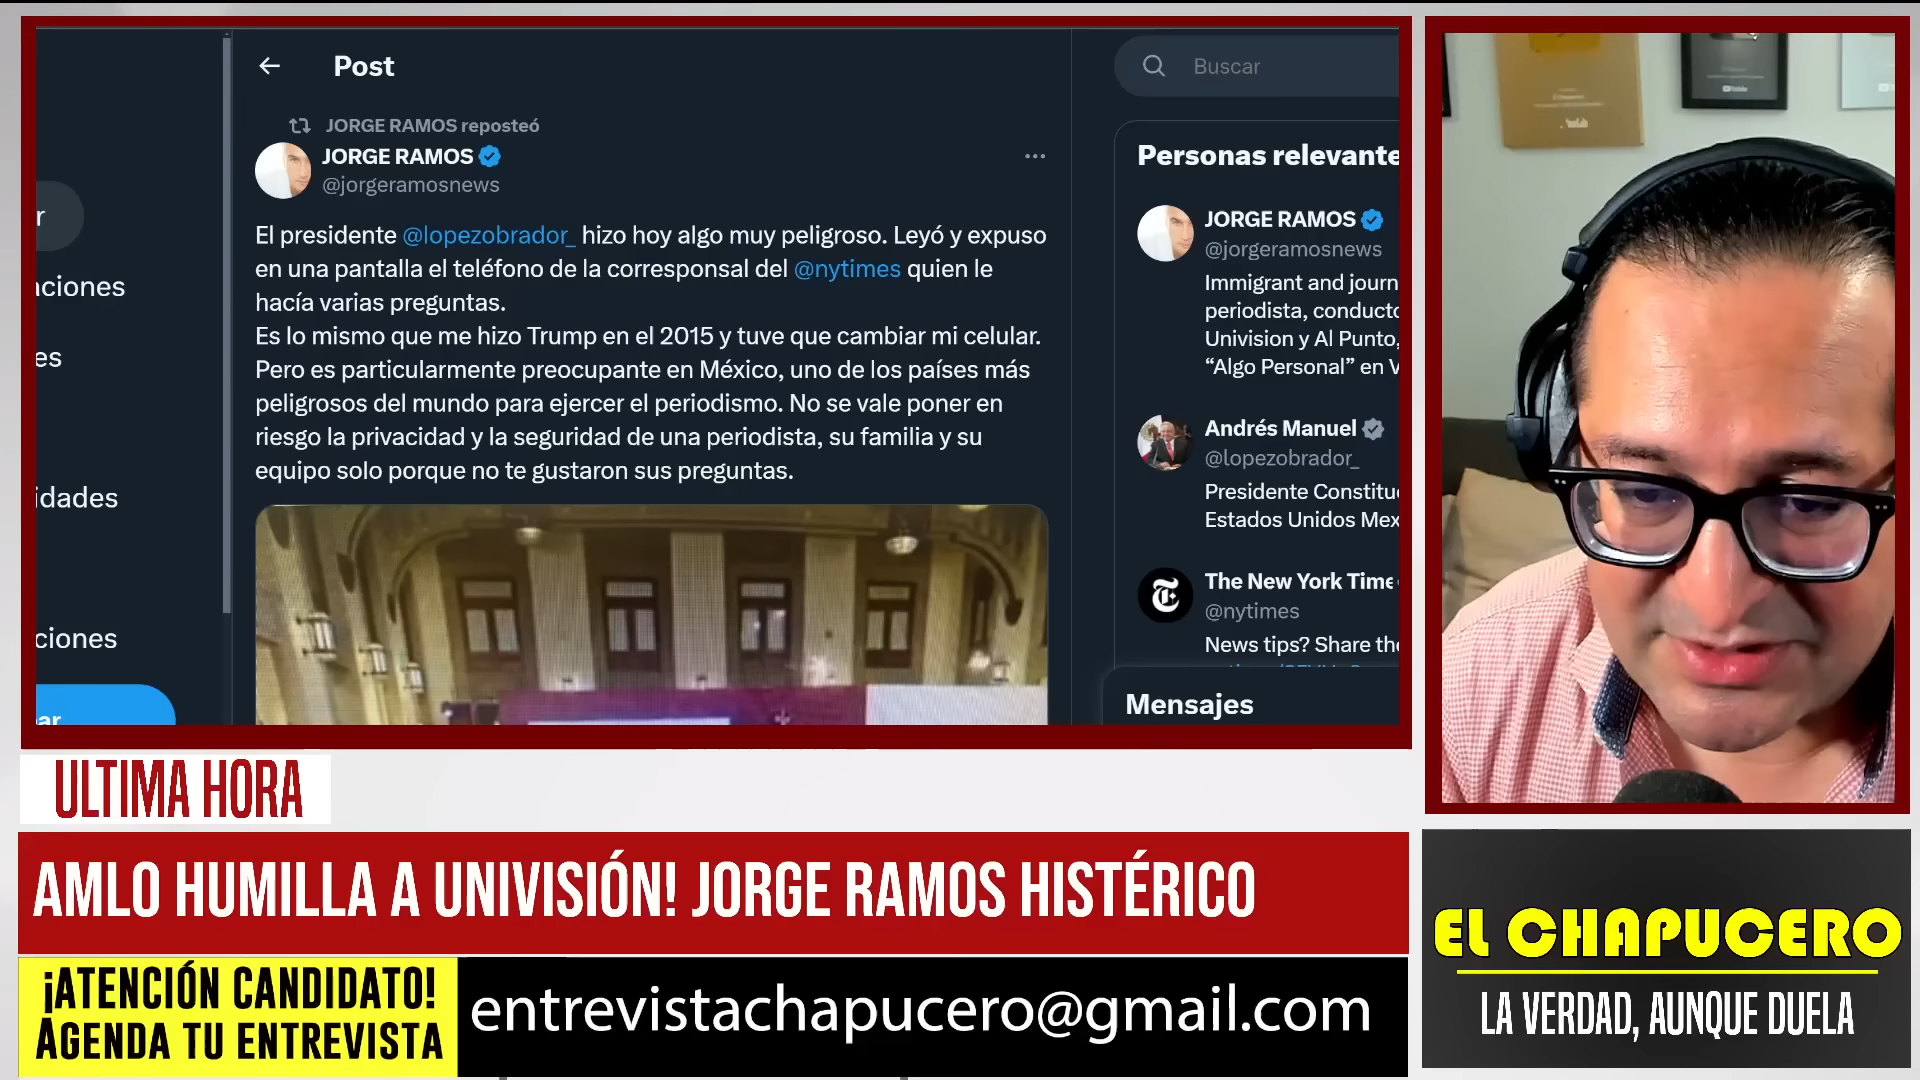 Post
Buscar
JORGE RAMOS reposteó
JORGE RAMOS
@jorgeramosnews
El presidente @lopezobrador_ hizo hoy algo muy peligroso. Leyó y expuso
en una pantalla el teléfono de la corresponsal del @nytimes quien le
hacía varias preguntas.
Es lo mismo que me hizo Trump en el 2015 y tuve que cambiar mi celular.
Pero es particularmente preocupante en México, uno de los países más
peligrosos del mundo para ejercer el periodismo. No se vale poner en
riesgo la privacidad y la seguridad de una periodista, su familia y su
equipo solo porque no te gustaron sus preguntas.
r
aciones
es
idades
ciones
ar
Personas relevante
JORGE RAMOS
@jorgeramosnews
Immigrant and journ
periodista, conducto
Univision y Al Punto,
“Algo Personal” en V
Andrés Manuel
@lopezobrador_
Presidente Constitu
Estados Unidos Mex
The New York Time
@nytimes
News tips? Share the
Mensajes
ULTIMA HORA
AMLO HUMILLA A UNIVISIÓN! JORGE RAMOS HISTÉRICO
¡ATENCIÓN CANDIDATO!
AGENDA TU ENTREVISTA
entrevistachapucero@gmail.com
EL CHAPUCERO
LA VERDAD, AUNQUE DUELA